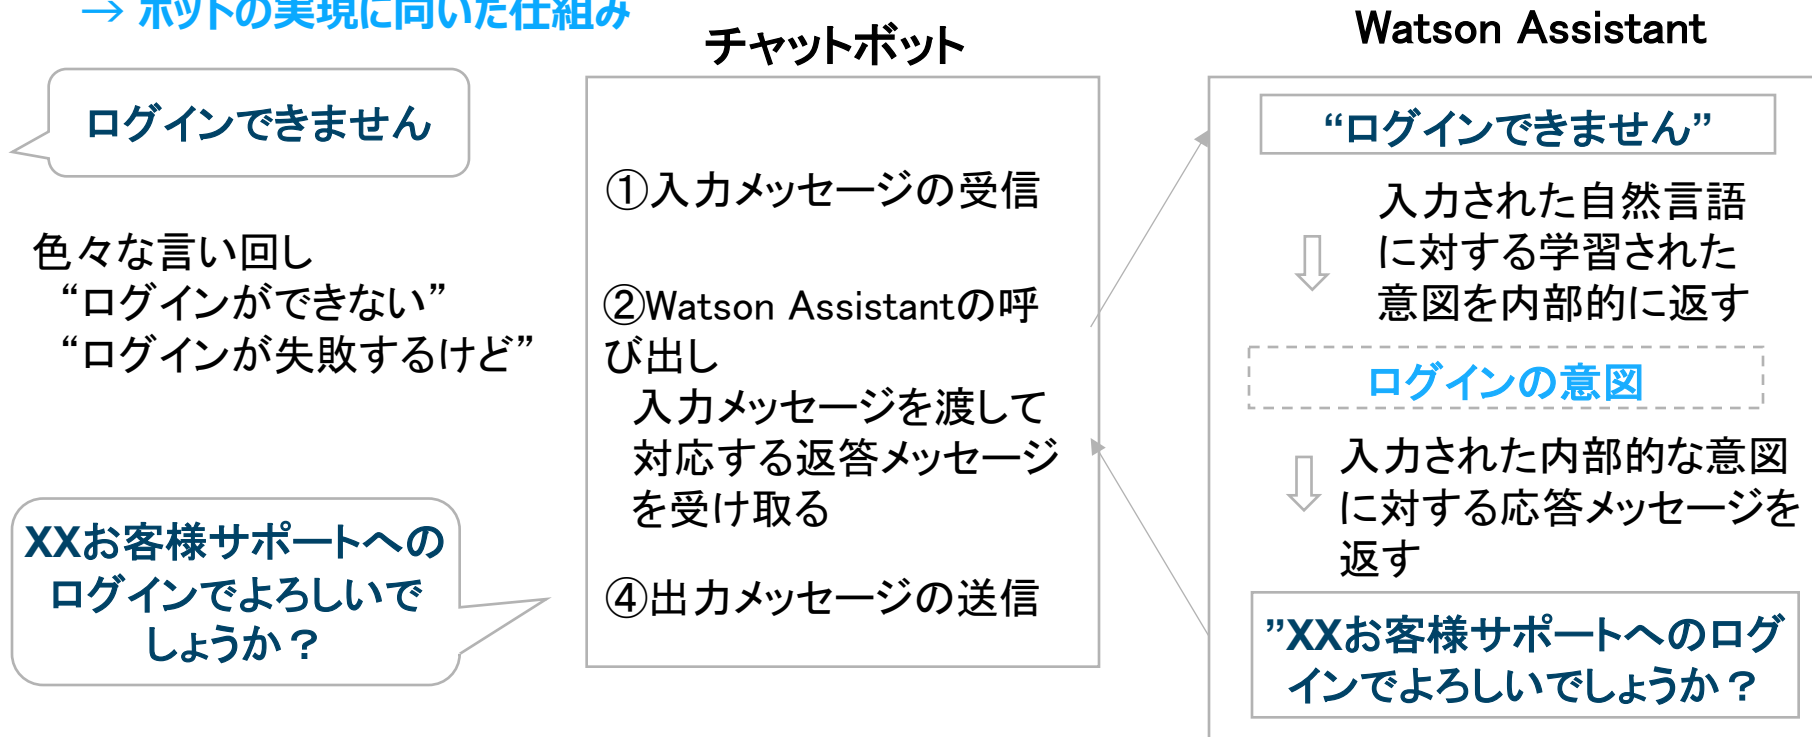 → ボットの実現に向いた仕組み
チャットボット
Watson Assistant
ログインできません
色々な言い回し
“ログインができない”
“ログインが失敗するけど”
XXお客様サポートへの
ログインでよろしいで
しょうか？
①入力メッセージの受信
②Watson Assistantの呼
び出し
入力メッセージを渡して
対応する返答メッセージ
を受け取る
④出力メッセージの送信
“ログインできません”
入力された自然言語
に対する学習された
意図を内部的に返す
ログインの意図
入力された内部的な意図
に対する応答メッセージを
返す
”XXお客様サポートへのログ
インでよろしいでしょうか？